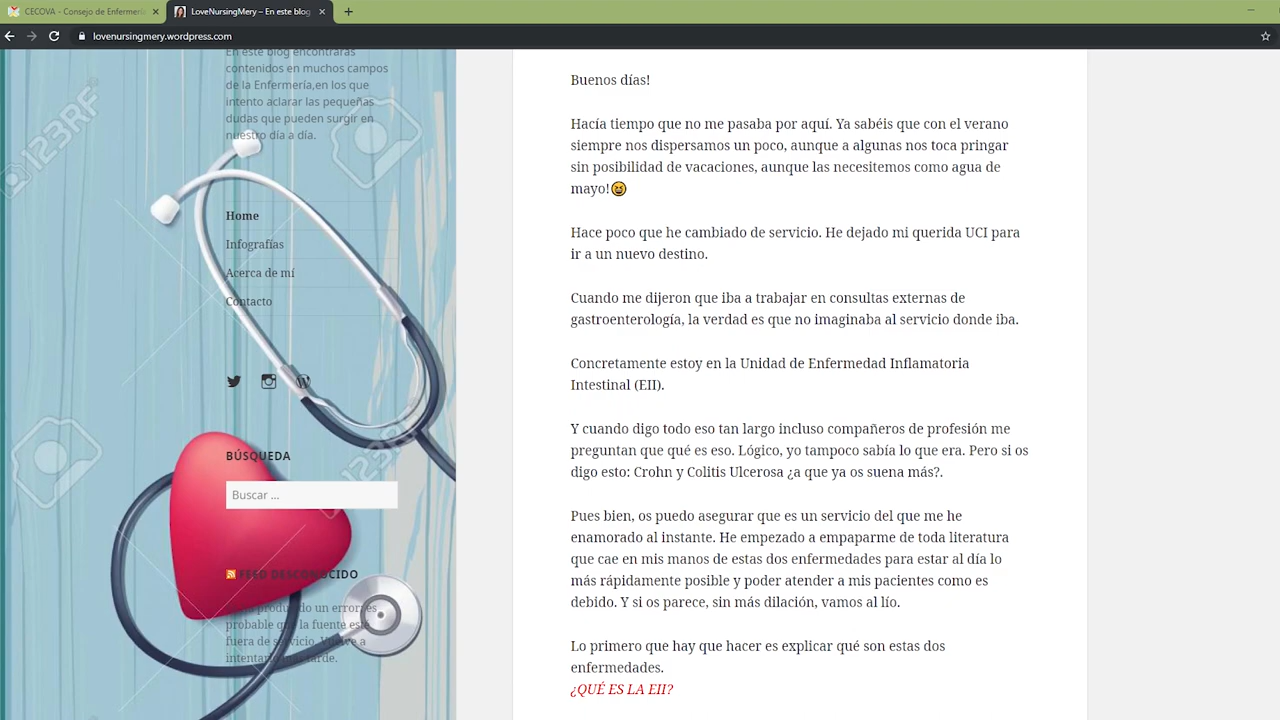 CECOVA - Consejo de Enfermerí
LoveNursingMery – En este blog
lovenursingmery.wordpress.com
En este blog encontrarás
contenidos en muchos campos
de la Enfermería,en los que
intento aclarar las pequeñas
dudas que pueden surgir en
nuestro día a día.
Home
Infografías
Acerca de mí
Contacto
BÚSQUEDA
Buscar ...
FEED DESCONOCIDO
produ do un error; es
probable que la fuente esté
fuera de servicio. Vuelve a
intentarlo más tarde.
123RF
123RF
123RF
Buenos días!
Hacía tiempo que no me pasaba por aquí. Ya sabéis que con el verano
siempre nos dispersamos un poco, aunque a algunas nos toca pringar
sin posibilidad de vacaciones, aunque las necesitemos como agua de
mayo!😆
Hace poco que he cambiado de servicio. He dejado mi querida UCI para
ir a un nuevo destino.
Cuando me dijeron que iba a trabajar en consultas externas de
gastroenterología, la verdad es que no imaginaba al servicio donde iba.
Concretamente estoy en la Unidad de Enfermedad Inflamatoria
Intestinal (EII).
Y cuando digo todo eso tan largo incluso compañeros de profesión me
preguntan que qué es eso. Lógico, yo tampoco sabía lo que era. Pero si os
digo esto: Crohn y Colitis Ulcerosa ¿a que ya os suena más?.
Pues bien, os puedo asegurar que es un servicio del que me he
enamorado al instante. He empezado a empaparme de toda literatura
que cae en mis manos de estas dos enfermedades para estar al día lo
más rápidamente posible y poder atender a mis pacientes como es
debido. Y si os parece, sin más dilación, vamos al lío.
Lo primero que hay que hacer es explicar qué son estas dos
enfermedades.
¿QUÉ ES LA EII?